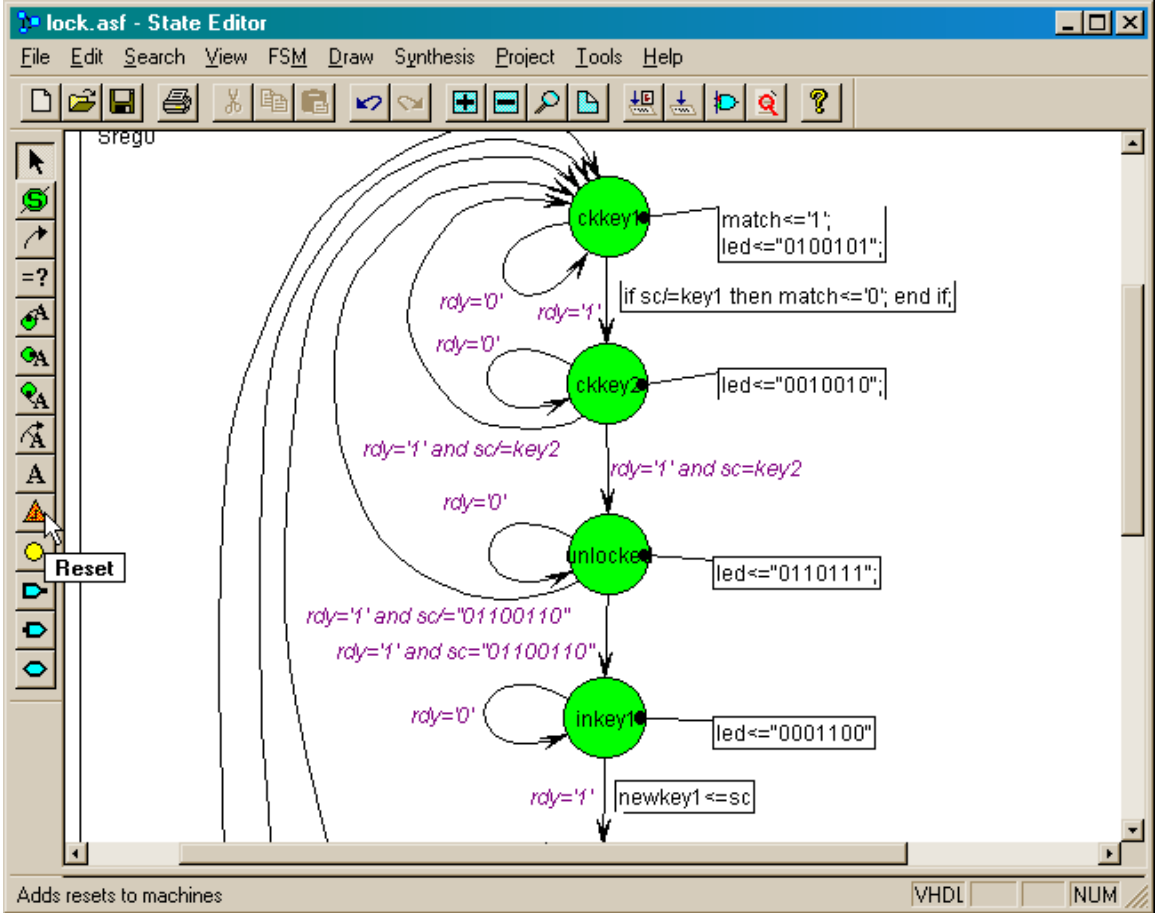 lock.asf - State Editor
File Edit Search View FSM Draw Synthesis Project Tools Help
Sreg0
ckkey1
match<='1';
led<="0100101";
rdy='0'
rdy='1'
if sc/=key1 then match<='0'; end if;
rdy='0'
ckkey2
led<="0010010";
rdy='1' and sc/=key2
rdy='1' and sc=key2
rdy='0'
unlocked
led<="0110111";
Reset
rdy='1' and sc/="01100110"
rdy='1' and sc="01100110"
rdy='0'
inkey1
led<="0001100"
rdy='1'
newkey1<=sc
Adds resets to machines
VHDL
NUM